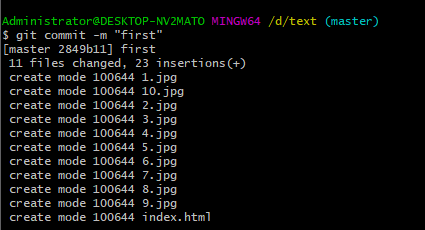 Administrator@DESKTOP-NV2MATO MINGW64 /d/text (master)
$ git commit -m "first"
[master 2849b11] first
 11 files changed, 23 insertions(+)
 create mode 100644 1.jpg
 create mode 100644 10.jpg
 create mode 100644 2.jpg
 create mode 100644 3.jpg
 create mode 100644 4.jpg
 create mode 100644 5.jpg
 create mode 100644 6.jpg
 create mode 100644 7.jpg
 create mode 100644 8.jpg
 create mode 100644 9.jpg
 create mode 100644 index.html